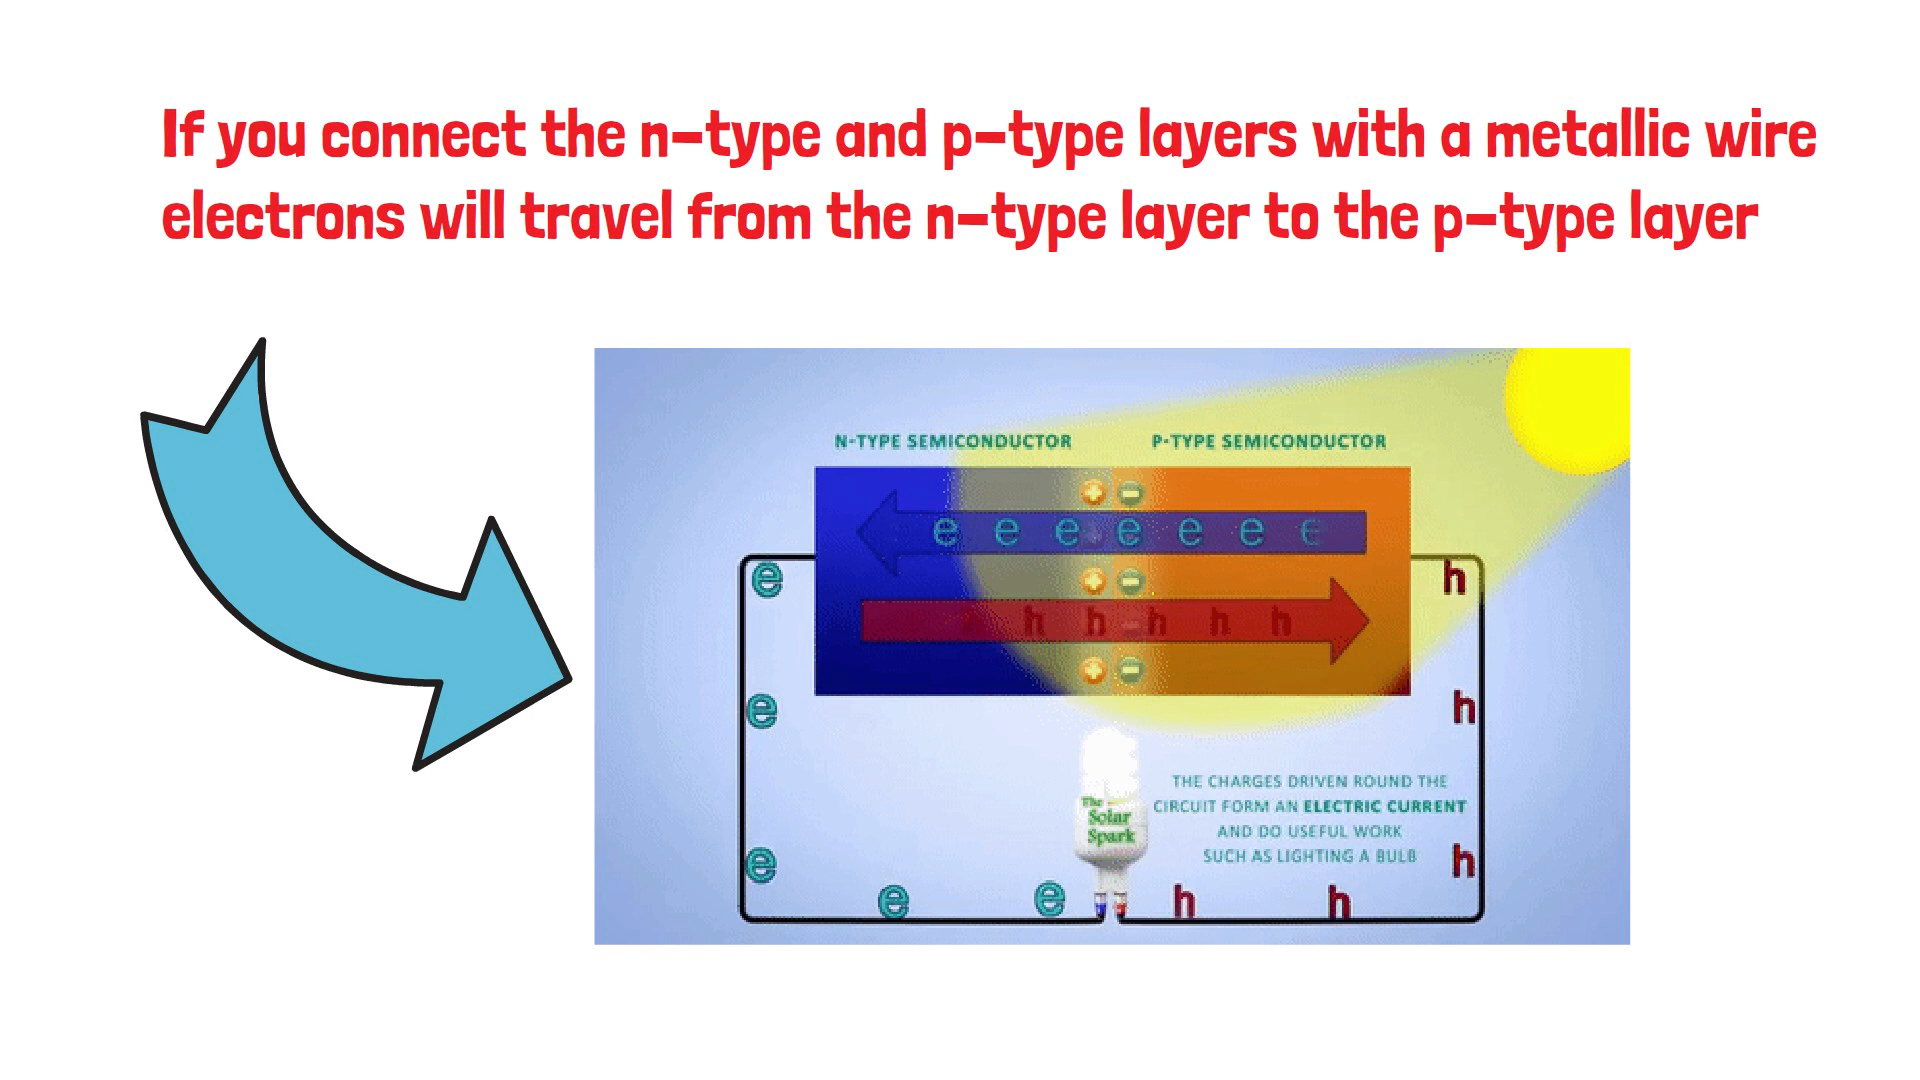 If you connect the n-type and p-type layers with a metallic wire
electrons will travel from the n-type layer to the p-type layer
N-TYPE SEMICONDUCTOR
P-TYPE SEMICONDUCTOR
+ −
e e e e e e e
e
h
+ −
h h h h h
+ −
e
h
The
Solar
Spark
THE CHARGES DRIVEN ROUND THE
CIRCUIT FORM AN ELECTRIC CURRENT
AND DO USEFUL WORK
SUCH AS LIGHTING A BULB
e
h
e e h h